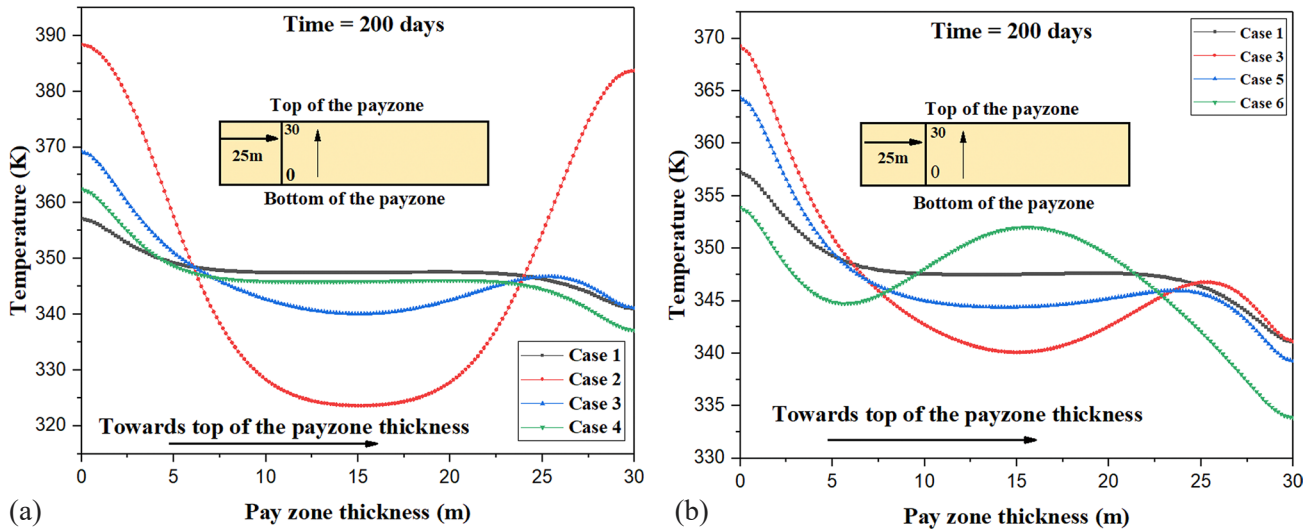 Time = 200 days
Case 1
Case 2
Case 3
Case 4
Top of the payzone
30
25m
0
Bottom of the payzone
Towards top of the payzone thickness
Temperature (K)
390
380
370
360
350
340
330
320
0 5 10 15 20 25 30
Pay zone thickness (m)
(a)
Time = 200 days
Case 1
Case 3
Case 5
Case 6
Top of the payzone
30
25m
0
Bottom of the payzone
Towards top of the payzone thickness
Temperature (K)
370
365
360
355
350
345
340
335
330
0 5 10 15 20 25 30
Pay zone thickness (m)
(b)